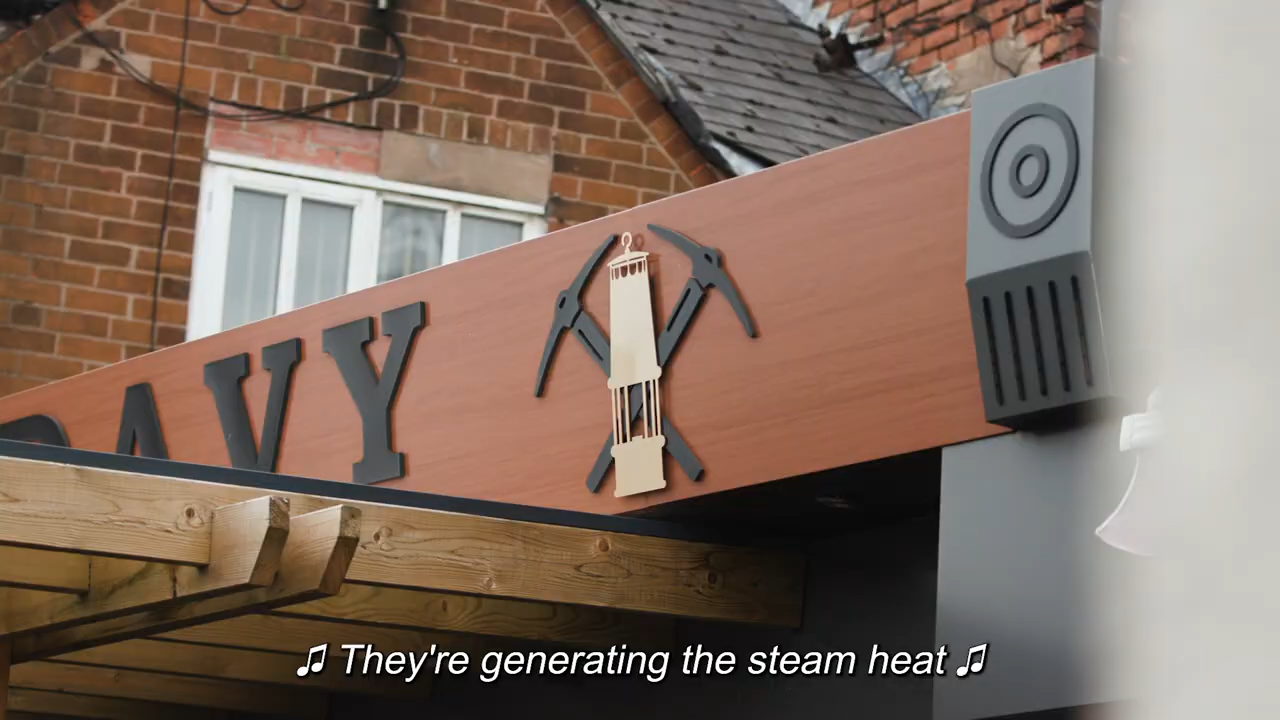 DAVY
♫ They're generating the steam heat ♫